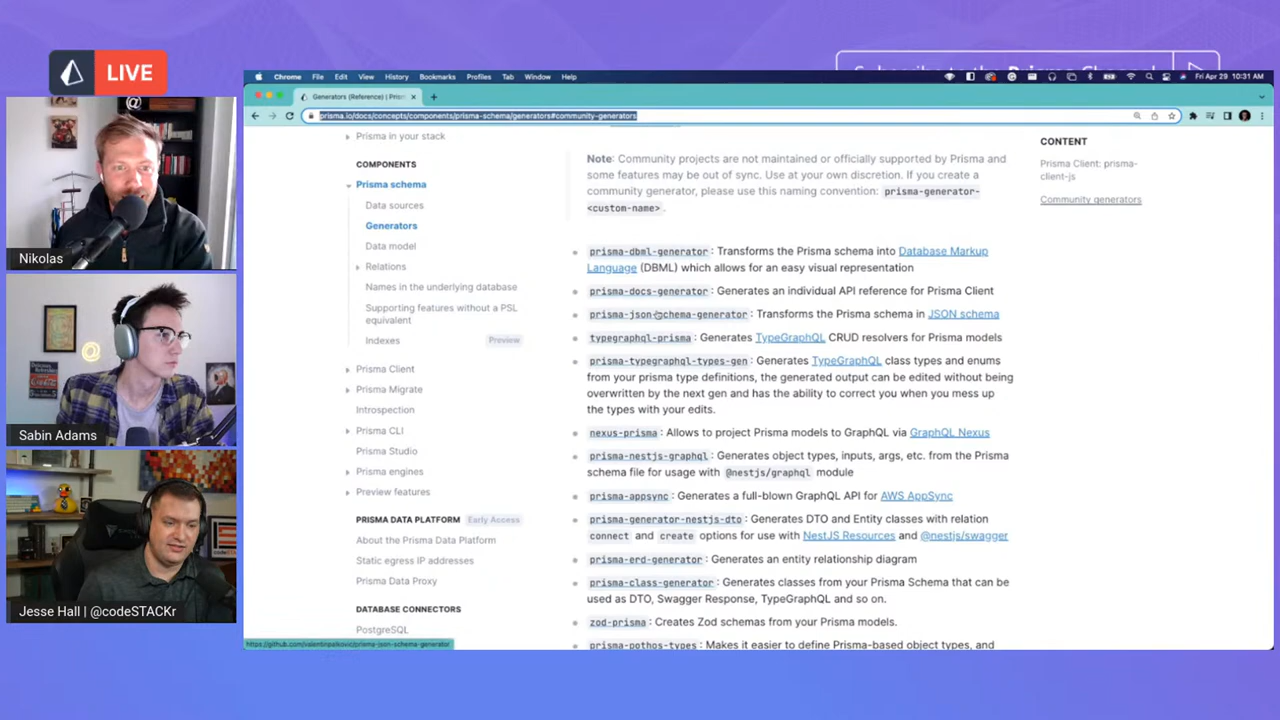 LIVE
Subscribe to the Prisma Channel
Chrome File Edit View History Bookmarks Profiles Tab Window Help
Fri Apr 29 10:31 AM
Generators (Reference) | Prism
prisma.io/docs/concepts/components/prisma-schema/generators#community-generators
Nikolas
Sabin Adams
Jesse Hall | @codeSTACKr
Prisma in your stack
COMPONENTS
Prisma schema
Data sources
Generators
Data model
Relations
Names in the underlying database
Supporting features without a PSL
equivalent
Indexes Preview
Prisma Client
Prisma Migrate
Introspection
Prisma CLI
Prisma Studio
Prisma engines
Preview features
PRISMA DATA PLATFORM Early Access
About the Prisma Data Platform
Static egress IP addresses
Prisma Data Proxy
DATABASE CONNECTORS
PostgreSQL
Note: Community projects are not maintained or officially supported by Prisma and
some features may be out of sync. Use at your own discretion. If you create a
community generator, please use this naming convention: prisma-generator-
<custom-name>.
prisma-dbml-generator: Transforms the Prisma schema into Database Markup
Language (DBML) which allows for an easy visual representation
prisma-docs-generator: Generates an individual API reference for Prisma Client
prisma-json-schema-generator: Transforms the Prisma schema in JSON schema
typegraphql-prisma: Generates TypeGraphQL CRUD resolvers for Prisma models
prisma-typegraphql-types-gen: Generates TypeGraphQL class types and enums
from your prisma type definitions, the generated output can be edited without being
overwritten by the next gen and has the ability to correct you when you mess up
the types with your edits.
nexus-prisma: Allows to project Prisma models to GraphQL via GraphQL Nexus
prisma-nestjs-graphql: Generates object types, inputs, args, etc. from the Prisma
schema file for usage with @nestjs/graphql module
prisma-appsync: Generates a full-blown GraphQL API for AWS AppSync
prisma-generator-nestjs-dto: Generates DTO and Entity classes with relation
connect and create options for use with NestJS Resources and @nestjs/swagger
prisma-erd-generator: Generates an entity relationship diagram
prisma-class-generator: Generates classes from your Prisma Schema that can be
used as DTO, Swagger Response, TypeGraphQL and so on.
zod-prisma: Creates Zod schemas from your Prisma models.
prisma-pothos-types: Makes it easier to define Prisma-based object types, and
CONTENT
Prisma Client: prisma-
client-js
Community generators
https://github.com/valentinpalkovic/prisma-json-schema-generator